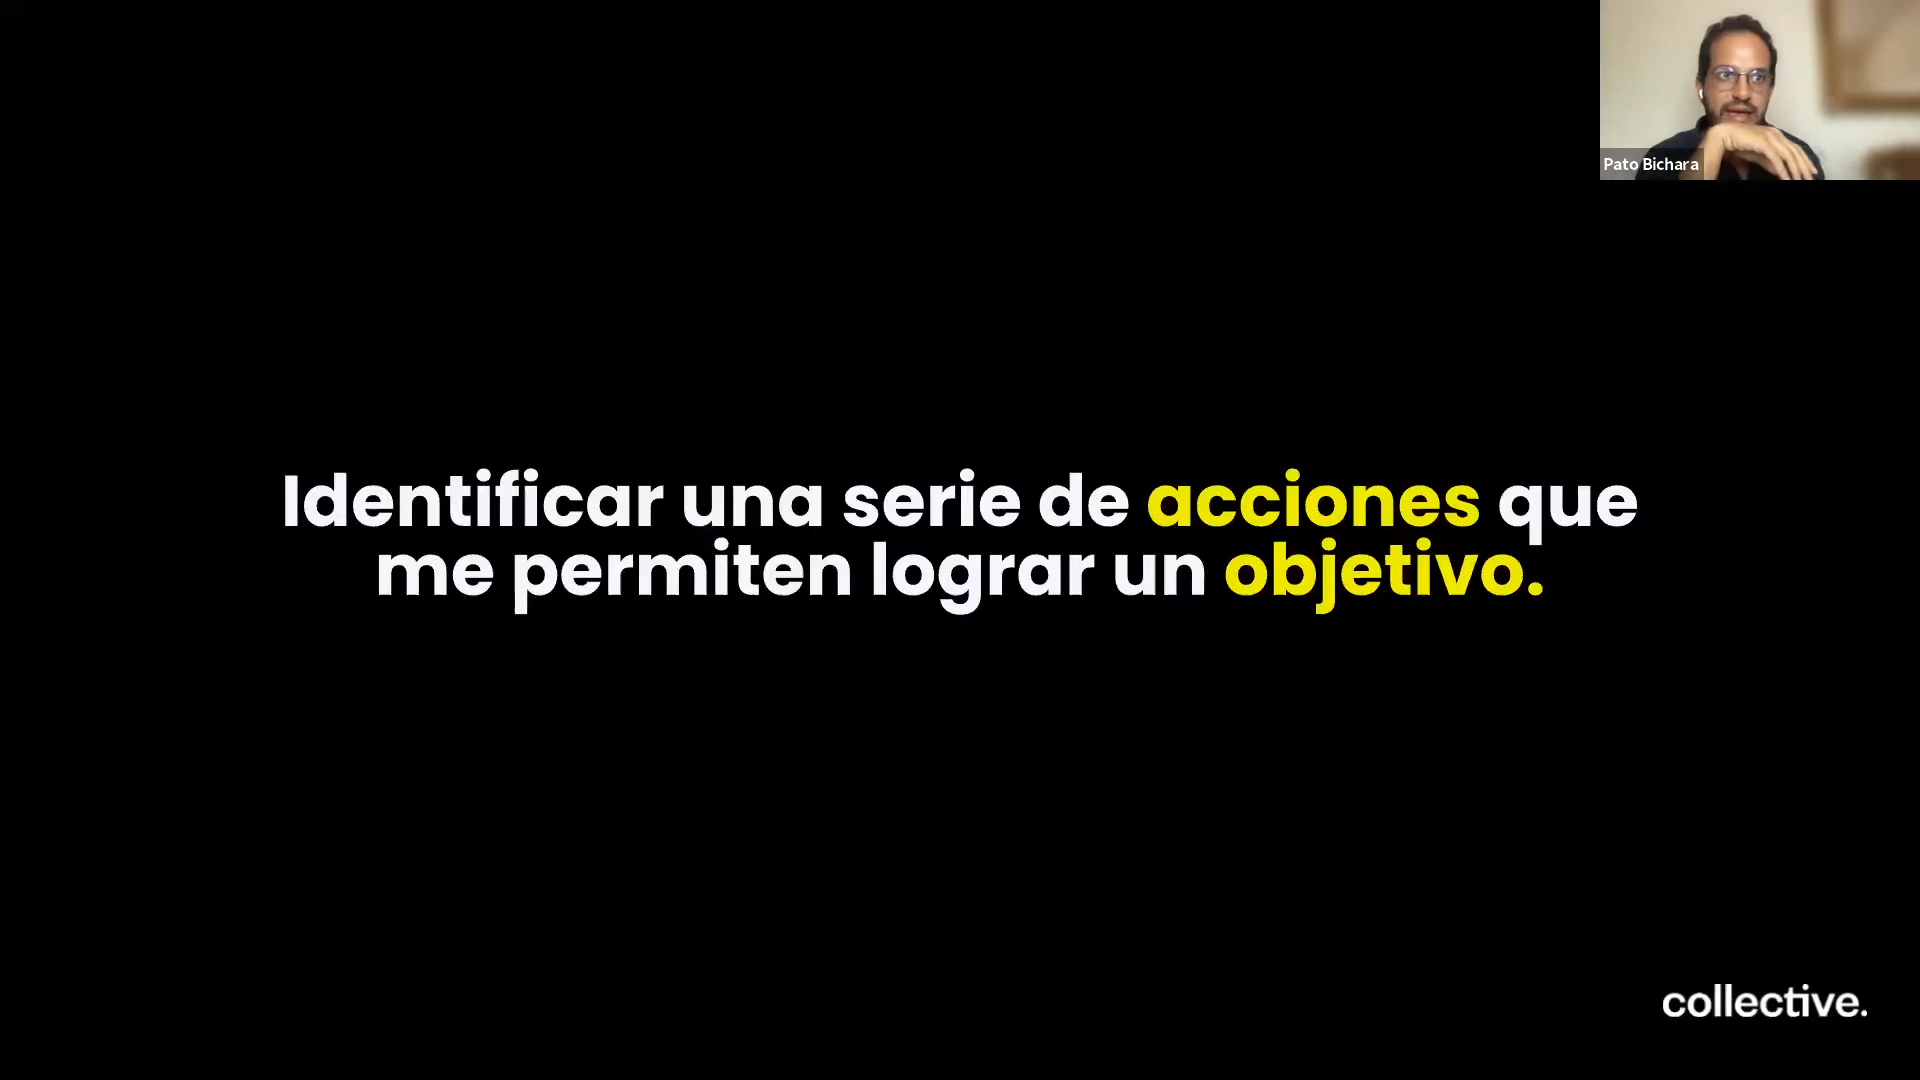 Pato Bichara
Identificar una serie de acciones que
me permiten lograr un objetivo.
collective.